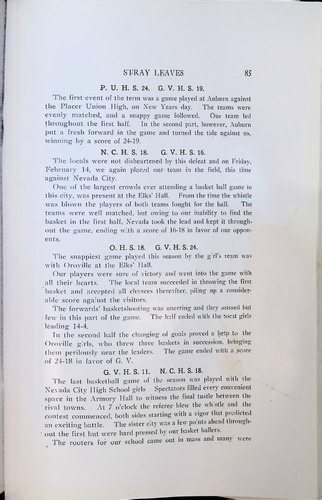 STRAY LEAVES 85
P. U. H. S. 24. G. V. H. S. 19.
The first event of the term was a game played at Auburn against
the Placer Union High, on New Years day. The teams were
evenly matched, and a snappy game followed. One team led
throughout the first half. In the second part, however, Auburn
put a fresh forward in the game and turned the tide against us,
winning by a score of 24-19.
N. C. H. S. 18. G. V. H. S. 16.
The locals were not disheartened by this defeat and on Friday,
February 14, we again placed our team in the field, this time
against Nevada City.
One of the largest crowds ever attending a basket ball game in
this city, was present at the Elks' Hall. From the time the whistle
was blown the players of both teams fought for the ball. The
teams were well matched, but owing to our inability to find the
basket in the first half, Nevada took the lead and kept it through-
out the game, ending with a score of 16-18 in favor of our oppon-
ents.
O. H. S. 18. G. V. H. S. 24.
The snappiest game played this season by the girl's team was
with Oroville at the Elks' Hall.
Our players were sure of victory and went into the game with
all their hearts. The local team succeeded in throwing the first
basket and accepted all chances thereafter, piling up a consider-
able score against the visitors.
The forwards' basketshooting was unerring and they missed but
few in this part of the game. The half ended with the local girls
leading 14-4.
In the second half the changing of goals proved a help to the
Oroville girls, who threw three baskets in succession, bringing
them perilously near the leaders. The game ended with a score
of 24-18 in favor of G. V.
G. V. H. S. 11. N. C. H. S. 18.
The last basketball game of the season was played with the
Nevada City High School girls Spectators filled every convenient
space in the Armory Hall to witness the final tustle between the
rival towns. At 7 o'clock the referee blew the whistle and the
contest commenced, both sides starting with a vigor that predicted
an exciting battle. The sister city was a few points ahead through-
out the first but were hard pressed by our basket ballers.
The rooters for our school came out in mass and many were